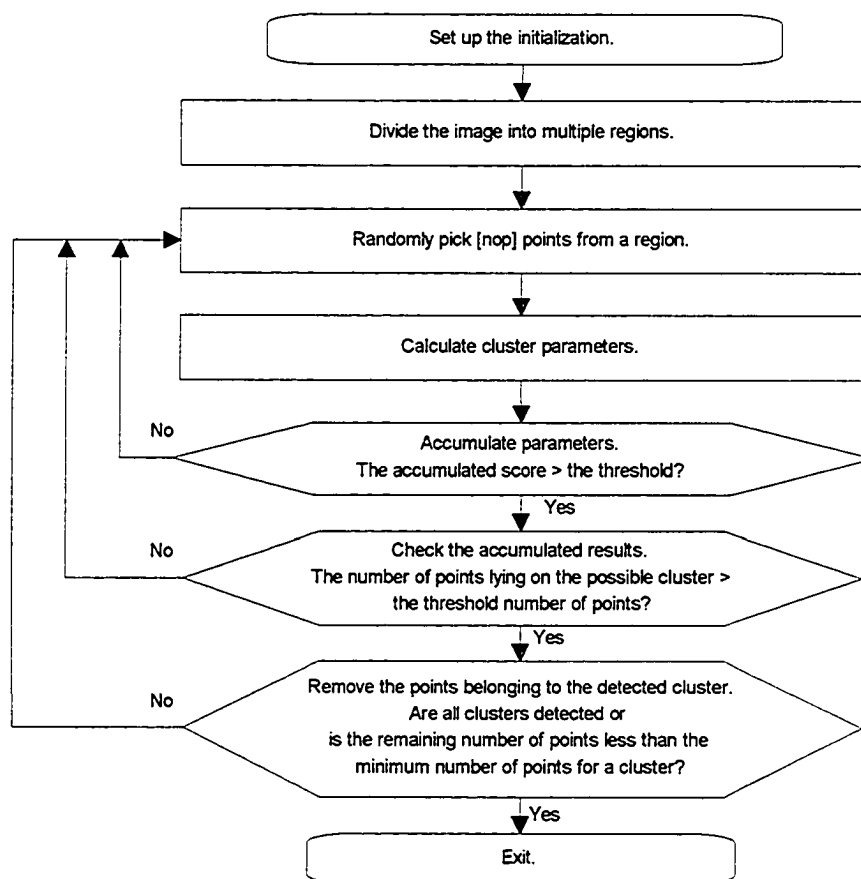 Set up the initialization.
Divide the image into multiple regions.
Randomly pick [nop] points from a region.
Calculate cluster parameters.
No
Accumulate parameters.
The accumulated score > the threshold?
Yes
No
Check the accumulated results.
The number of points lying on the possible cluster >
the threshold number of points?
Yes
No
Remove the points belonging to the detected cluster.
Are all clusters detected or
is the remaining number of points less than the
minimum number of points for a cluster?
Yes
Exit.